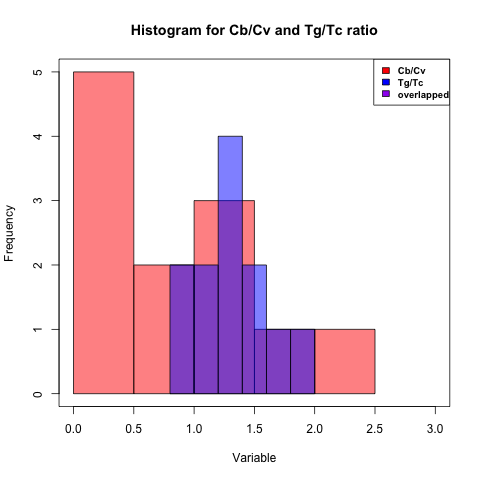 Histogram for Cb/Cv and Tg/Tc ratio
Cb/Cv
Tg/Tc
overlapped
Frequency
5
4
3
2
1
0
0.0 0.5 1.0 1.5 2.0 2.5 3.0
Variable